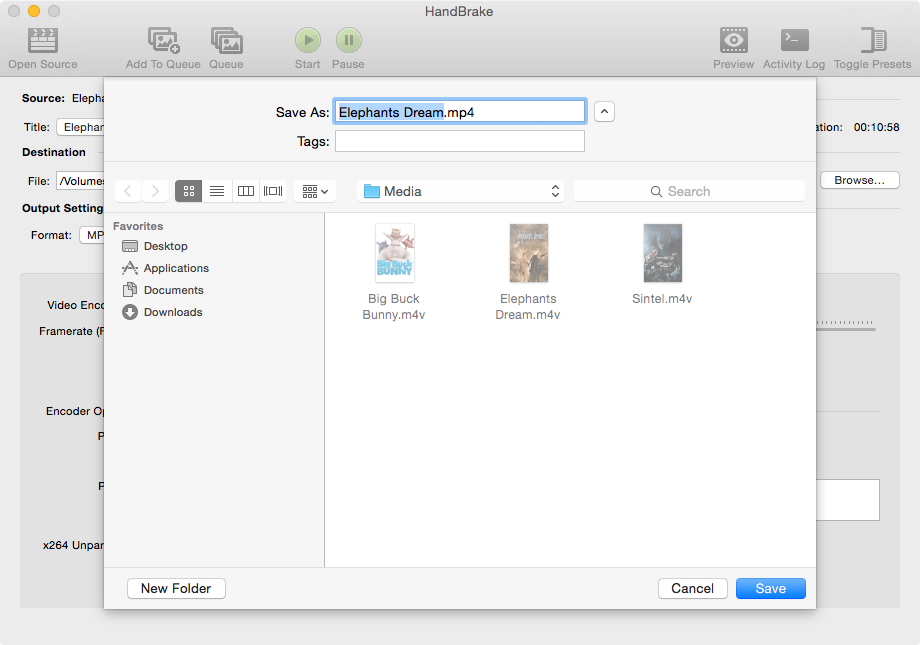 HandBrake
Open Source
Add To Queue
Queue
Start
Pause
Preview
Activity Log
Toggle Presets
Source: Elepha
Title: Elephan
ation: 00:10:58
Destination
File: /Volumes
Browse...
Output Setting
Format: MP
Video Enco
Framerate (F
Encoder Op
P
P
x264 Unpar
Save As: Elephants Dream.mp4
Tags:
Media
Search
Favorites
Desktop
Applications
Documents
Downloads
Big Buck
Bunny.m4v
Elephants
Dream.m4v
Sintel.m4v
New Folder
Cancel
Save